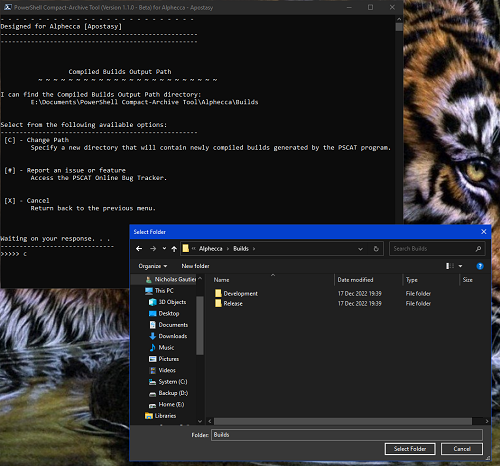 PowerShell Compact-Archive Tool (Version 1.1.0 - Beta) for Alphecca - Apostasy
- - - - - - - - - - - - - - - - - - - - - - - - - -
Designed for Alphecca [Apostasy]
-----------------------------------------------------
-----------------------------------------------------
Compiled Builds Output Path
~ ~ ~ ~ ~ ~ ~ ~ ~ ~ ~ ~ ~ ~ ~ ~ ~ ~ ~ ~ ~ ~ ~ ~
I can find the Compiled Builds Output Path directory:
E:\Documents\PowerShell Compact-Archive Tool\Alphecca\Builds
Select from the following available options:
-----------------------------------------------------
[C] - Change Path
Specify a new directory that will contain newly compiled builds generated by the PSCAT program.
[#] - Report an issue or feature
Access the PSCAT Online Bug Tracker.
[X] - Cancel
Return back to the previous menu.
Waiting on your response. . .
-------------------------------
>>>>> c
Select Folder
« Alphecca › Builds ›
Search Builds
Organize
New folder
Name
Date modified
Type
Size
Nicholas Gautier
This PC
3D Objects
Desktop
Documents
Downloads
Music
Pictures
Videos
System (C:)
Backup (D:)
Home (E:)
Libraries
Development
17 Dec 2022 19:39
File folder
Release
17 Dec 2022 19:39
File folder
Folder:
Builds
Select Folder
Cancel